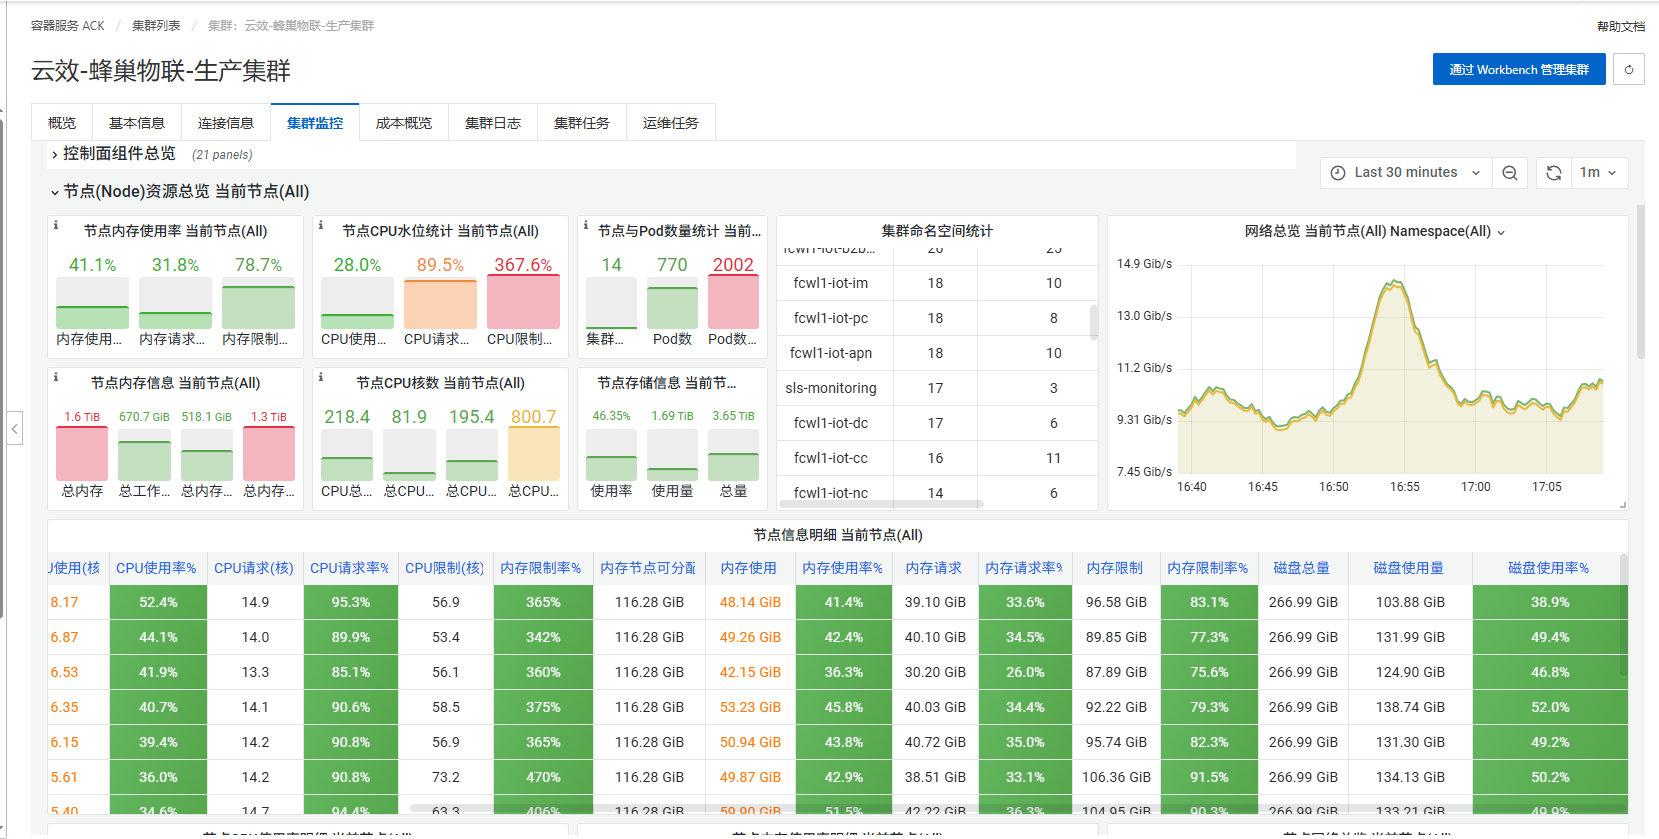 容器服务 ACK / 集群列表 / 集群：云效-蜂巢物联-生产集群
帮助文档
云效-蜂巢物联-生产集群
通过 Workbench 管理集群
概览 基本信息 连接信息 集群监控 成本概览 集群日志 集群任务 运维任务
控制面组件总览 (21 panels)
Last 30 minutes 1m
节点(Node)资源总览 当前节点(All)
节点内存使用率 当前节点(All)
41.1% 31.8% 78.7%
内存使用... 内存请求... 内存限制...
节点CPU水位统计 当前节点(All)
28.0% 89.5% 367.6%
CPU使用... CPU请求... CPU限制...
节点与Pod数量统计 当前...
14 770 2002
集群... Pod数 Pod数...
节点内存信息 当前节点(All)
1.6 TiB 670.7 GiB 518.1 GiB 1.3 TiB
总内存 总工作... 总内存... 总内存...
节点CPU核数 当前节点(All)
218.4 81.9 195.4 800.7
CPU总... 总CPU... 总CPU... 总CPU...
节点存储信息 当前节...
46.35% 1.69 TiB 3.65 TiB
使用率 使用量 总量
集群命名空间统计
fcwl1-iot-im 18 10
fcwl1-iot-pc 18 8
fcwl1-iot-apn 18 10
sls-monitoring 17 3
fcwl1-iot-dc 17 6
fcwl1-iot-cc 16 11
fcwl1-iot-nc 14 6
网络总览 当前节点(All) Namespace(All)
14.9 Gib/s
13.0 Gib/s
11.2 Gib/s
9.31 Gib/s
7.45 Gib/s
16:40 16:45 16:50 16:55 17:00 17:05
节点信息明细 当前节点(All)
使用(核 CPU使用率% CPU请求(核) CPU请求率% CPU限制(核) 内存限制率% 内存节点可分配 内存使用 内存使用率% 内存请求 内存请求率% 内存限制 内存限制率% 磁盘总量 磁盘使用量 磁盘使用率%
8.17 52.4% 14.9 95.3% 56.9 365% 116.28 GiB 48.14 GiB 41.4% 39.10 GiB 33.6% 96.58 GiB 83.1% 266.99 GiB 103.88 GiB 38.9%
6.87 44.1% 14.0 89.9% 53.4 342% 116.28 GiB 49.26 GiB 42.4% 40.10 GiB 34.5% 89.85 GiB 77.3% 266.99 GiB 131.99 GiB 49.4%
6.53 41.9% 13.3 85.1% 56.1 360% 116.28 GiB 42.15 GiB 36.3% 30.20 GiB 26.0% 87.89 GiB 75.6% 266.99 GiB 124.90 GiB 46.8%
6.35 40.7% 14.1 90.6% 58.5 375% 116.28 GiB 53.23 GiB 45.8% 40.03 GiB 34.4% 92.22 GiB 79.3% 266.99 GiB 138.74 GiB 52.0%
6.15 39.4% 14.2 90.8% 56.9 365% 116.28 GiB 50.94 GiB 43.8% 40.72 GiB 35.0% 95.74 GiB 82.3% 266.99 GiB 131.30 GiB 49.2%
5.61 36.0% 14.2 90.8% 73.2 470% 116.28 GiB 49.87 GiB 42.9% 38.51 GiB 33.1% 106.36 GiB 91.5% 266.99 GiB 134.13 GiB 50.2%
5.40 34.6% 14.7 94.4% 63.3 406% 116.28 GiB 59.90 GiB 51.5% 42.22 GiB 36.3% 104.95 GiB 90.3% 266.99 GiB 133.21 GiB 49.9%